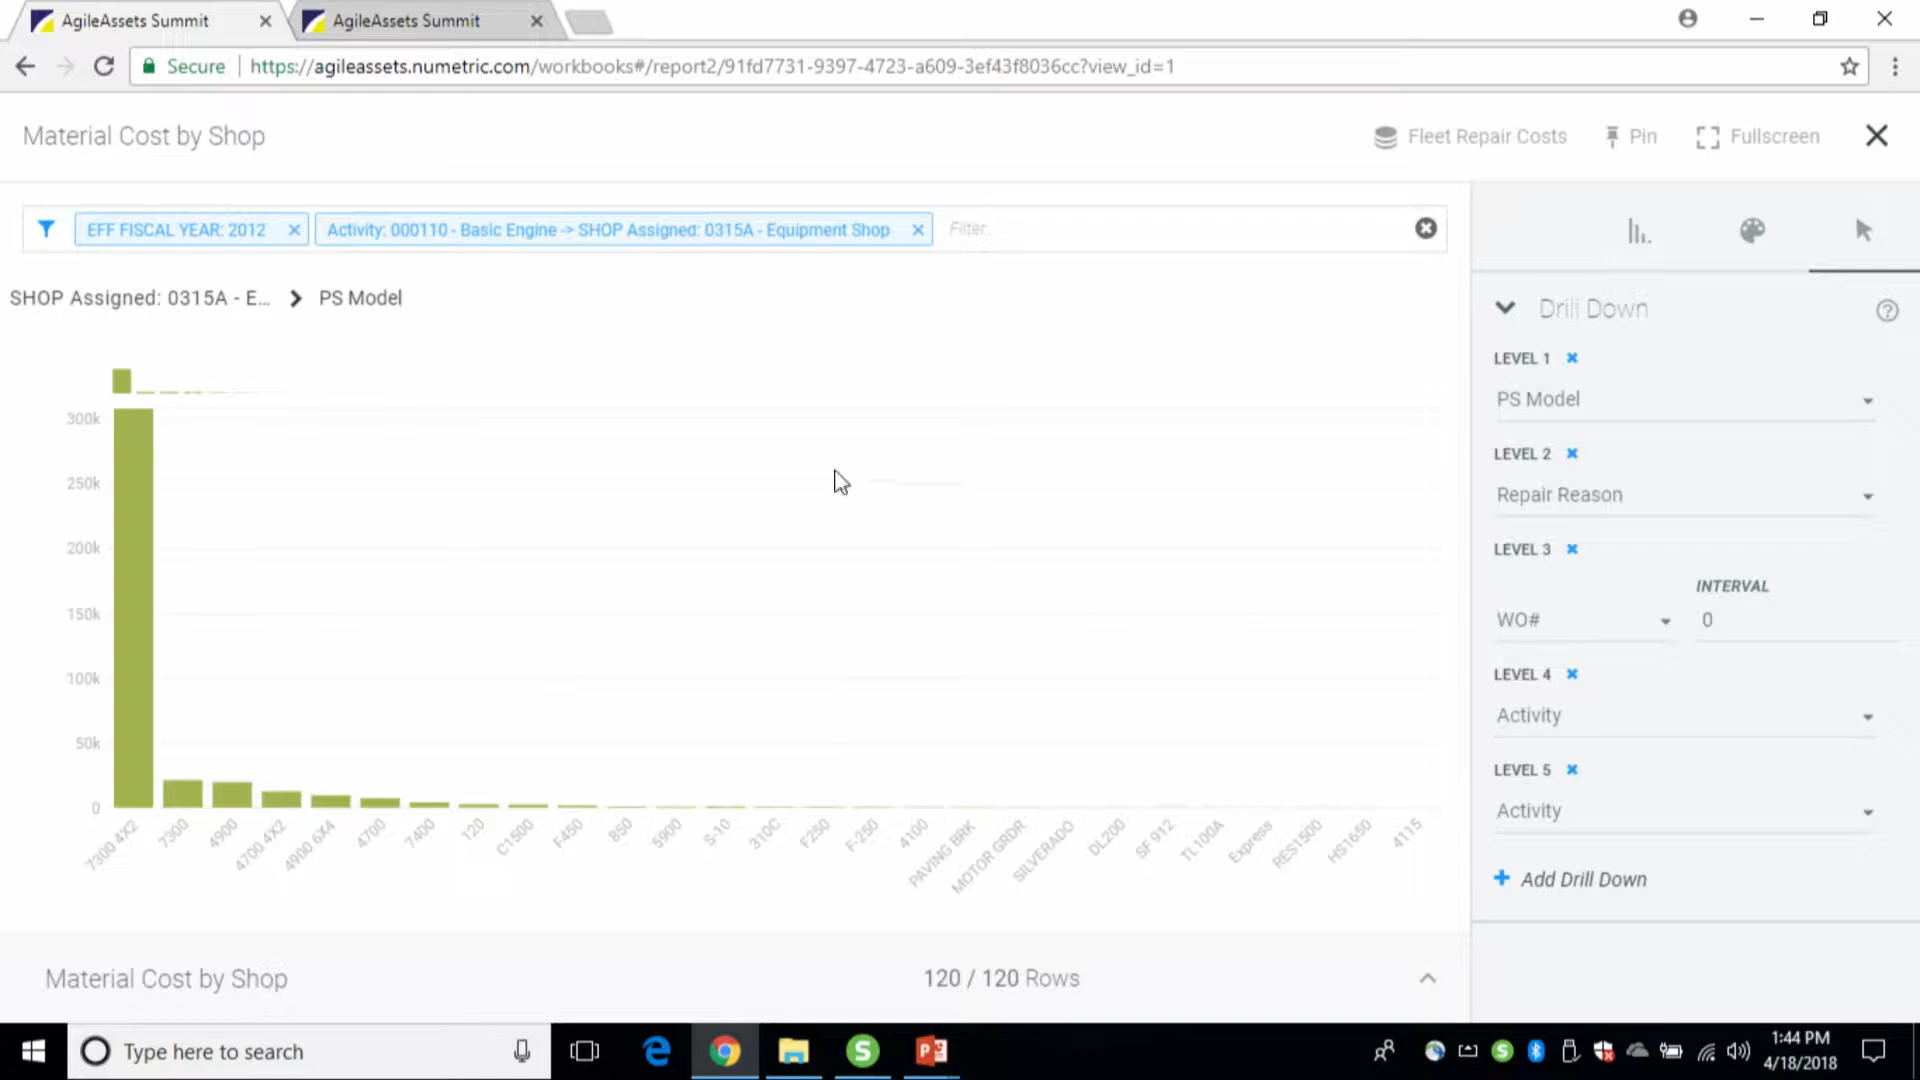 AgileAssets Summit
AgileAssets Summit
Secure https://agileassets.numetric.com/workbooks#/report2/91fd7731-9397-4723-a609-3ef43f8036cc?view_id=1
Material Cost by Shop
Fleet Repair Costs
Pin
Fullscreen
EFF FISCAL YEAR: 2012
Activity: 000110 - Basic Engine -> SHOP Assigned: 0315A - Equipment Shop
Filter.
SHOP Assigned: 0315A - E...
PS Model
300k
250k
200k
150k
100k
50k
0
7300 4X2
7300
4900
4700 4X2
4900 6X4
4700
7400
120
C1500
F450
850
5900
S-10
310C
F250
F-250
4100
PAVING BRK
MOTOR GRDR
SILVERADO
DL200
SF 912
TL100A
Express
RES1500
HS1650
4115
Drill Down
LEVEL 1
PS Model
LEVEL 2
Repair Reason
LEVEL 3
INTERVAL
WO#
0
LEVEL 4
Activity
LEVEL 5
Activity
Add Drill Down
Material Cost by Shop
120 / 120 Rows
Type here to search
1:44 PM
4/18/2018